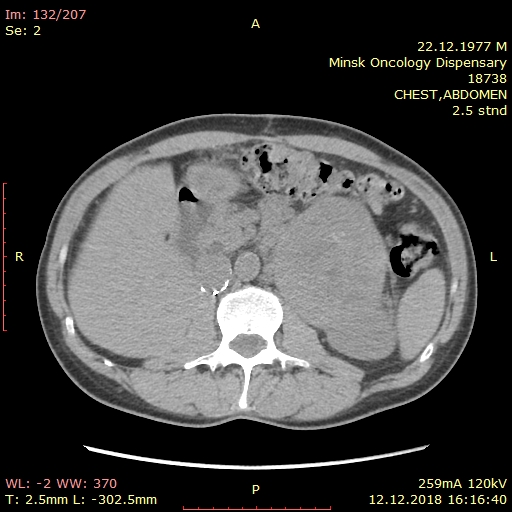 Im: 132/207
Se: 2
A
22.12.1977 M
Minsk Oncology Dispensary
18738
CHEST,ABDOMEN
2.5 stnd
R
L
WL: -2 WW: 370
T: 2.5mm L: -302.5mm
P
259mA 120kV
12.12.2018 16:16:40